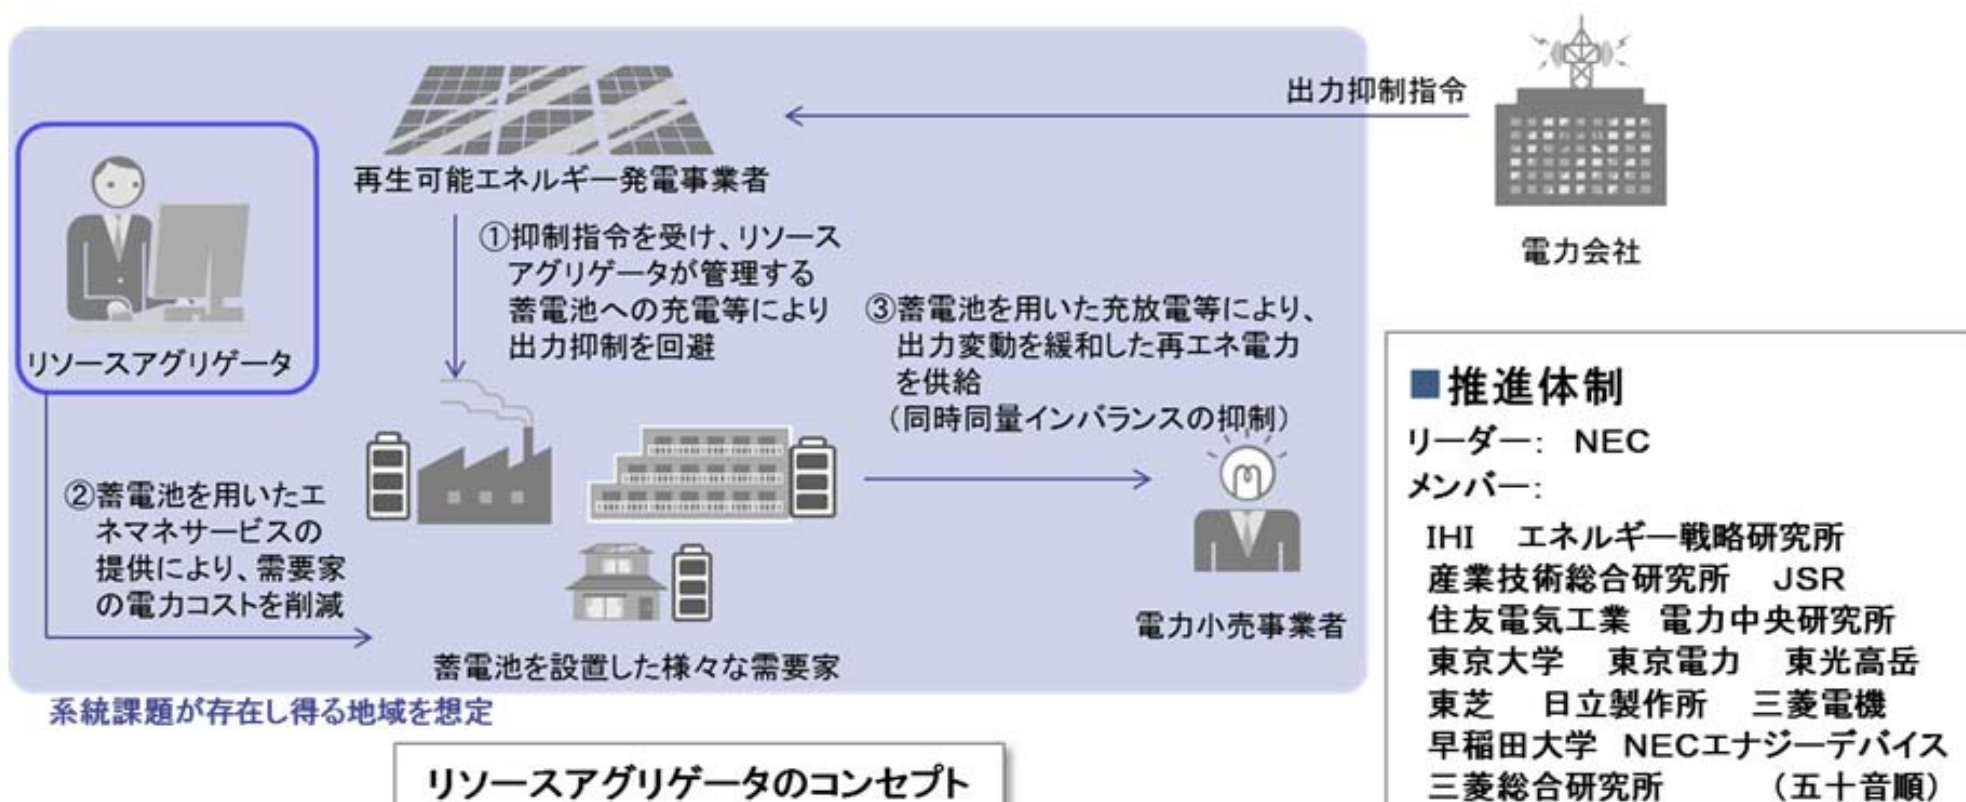 出力抑制指令
電力会社
再生可能エネルギー発電事業者
リソースアグリゲータ
①抑制指令を受け、リソース
アグリゲータが管理する
蓄電池への充電等により
出力抑制を回避
②蓄電池を用いたエ
ネマネサービスの
提供により、需要家
の電力コストを削減
③蓄電池を用いた充放電等により、
出力変動を緩和した再エネ電力
を供給
（同時同量インバランスの抑制）
蓄電池を設置した様々な需要家
電力小売事業者
系統課題が存在し得る地域を想定
リソースアグリゲータのコンセプト
■推進体制
リーダー： NEC
メンバー：
IHI エネルギー戦略研究所
産業技術総合研究所 JSR
住友電気工業 電力中央研究所
東京大学 東京電力 東光高岳
東芝 日立製作所 三菱電機
早稲田大学 NECエナジーデバイス
三菱総合研究所 （五十音順）